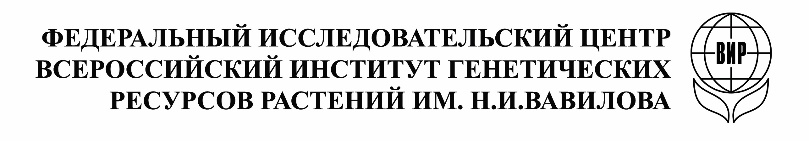 ФЕДЕРАЛЬНЫЙ ИССЛЕДОВАТЕЛЬСКИЙ ЦЕНТР
ВСЕРОССИЙСКИЙ ИНСТИТУТ ГЕНЕТИЧЕСКИХ
РЕСУРСОВ РАСТЕНИЙ ИМ. Н.И.ВАВИЛОВА
ВИР